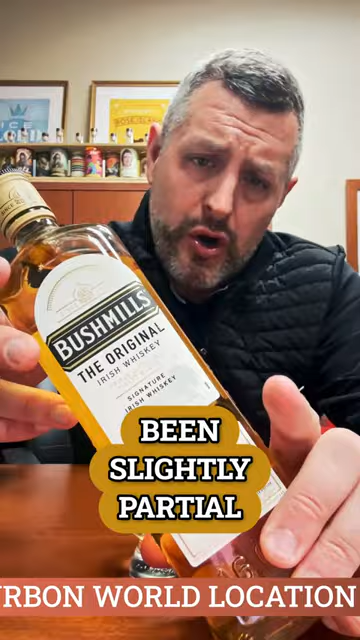 BUSHMILLS
THE ORIGINAL
IRISH WHISKEY
SIGNATURE
IRISH WHISKEY
BEEN
SLIGHTLY
PARTIAL
RBON WORLD LOCATION